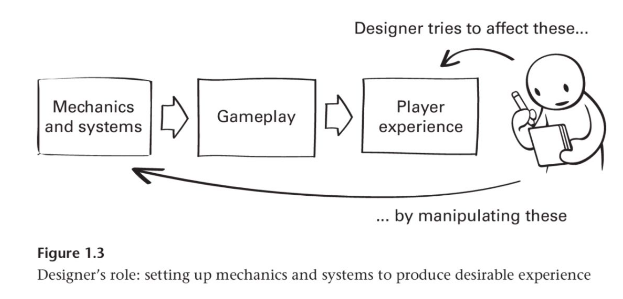 Designer tries to affect these...
Mechanics
and systems
Gameplay
Player
experience
... by manipulating these
Figure 1.3
Designer's role: setting up mechanics and systems to produce desirable experience